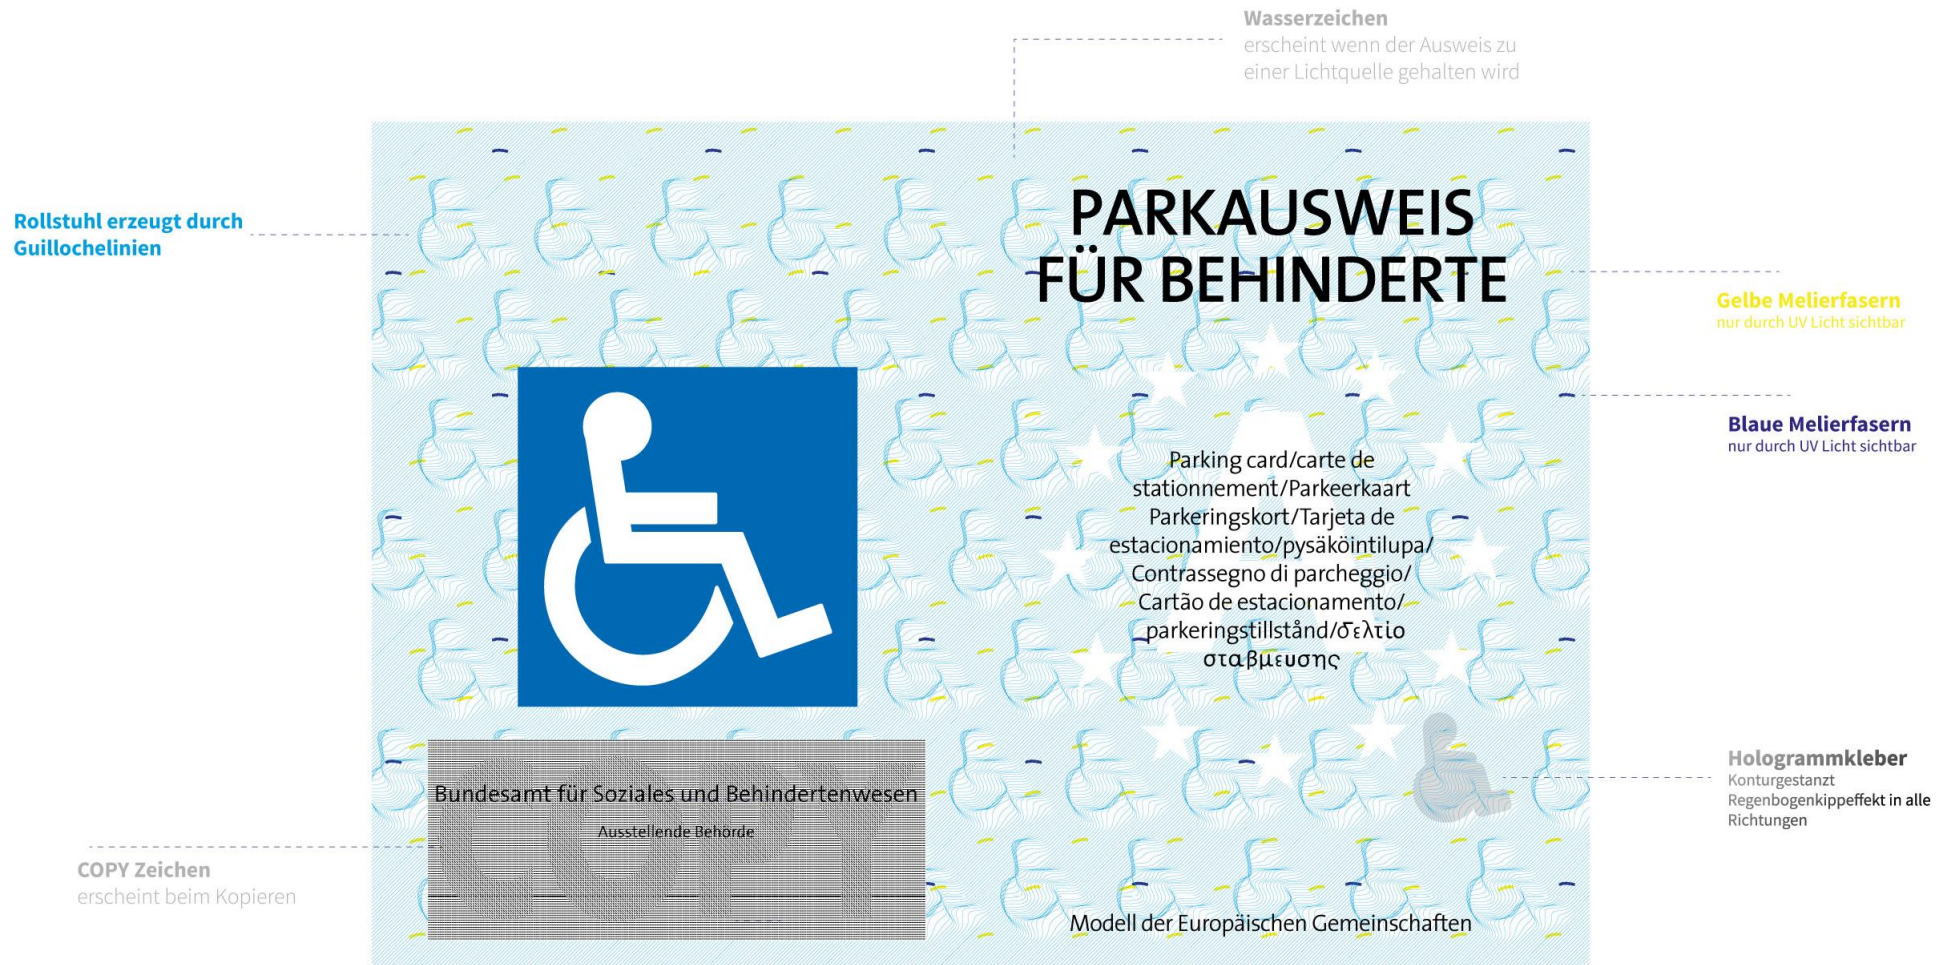 Wasserzeichen
erscheint wenn der Ausweis zu
einer Lichtquelle gehalten wird
Rollstuhl erzeugt durch
Guillochelinien
PARKAUSWEIS
FÜR BEHINDERTE
Gelbe Melierfasern
nur durch UV Licht sichtbar
Blaue Melierfasern
nur durch UV Licht sichtbar
A
Parking card/carte de
stationnement/Parkeerkaart
Parkeringskort/Tarjeta de
estacionamiento/pysäköintilupa/
Contrassegno di parcheggio/
Cartão de estacionamento/
parkeringstillstånd/δελτίο
σταβμευσης
Hologrammkleber
Konturgestanzt
Regenbogenkippeffekt in alle
Richtungen
COPY
Bundesamt für Soziales und Behindertenwesen
Ausstellende Behörde
COPY Zeichen
erscheint beim Kopieren
Modell der Europäischen Gemeinschaften